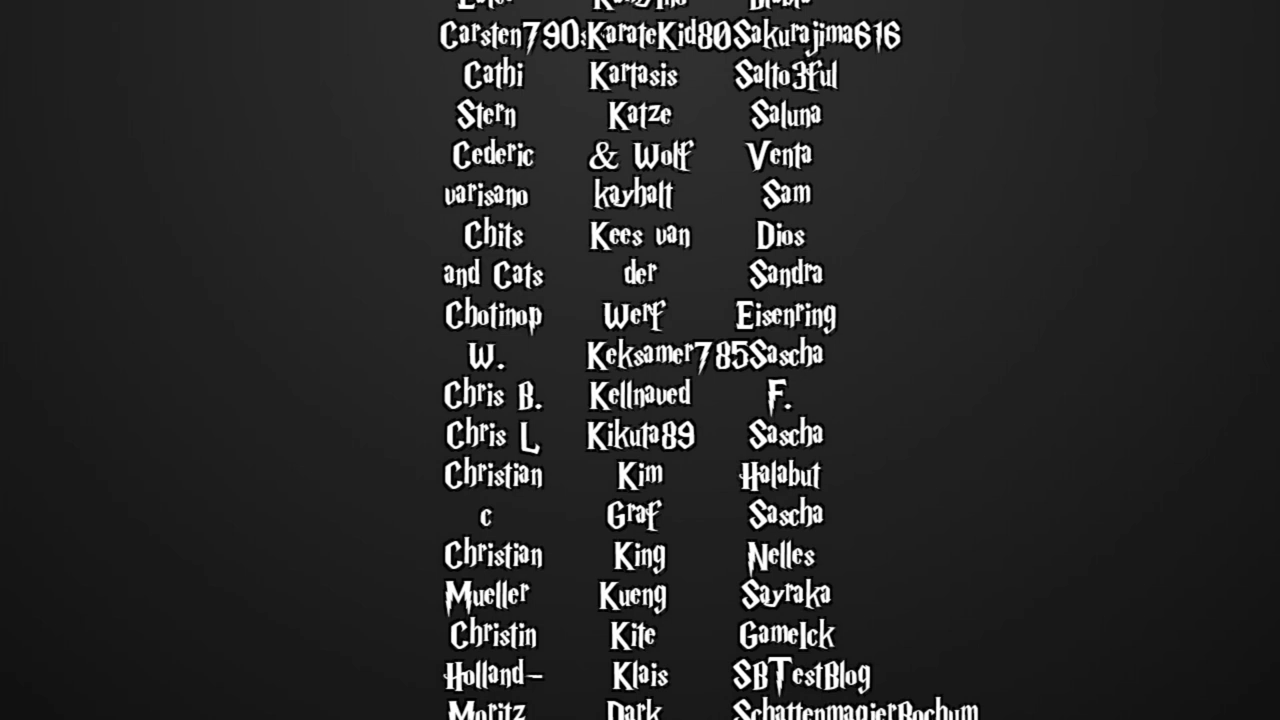 Carsten790s KarateKid80 Sakurajima616
Cathi Kartasis Salto3ful
Stern Katze Saluna
Cederic & Wolf Venta
varisano kayhalt Sam
Chits Kees van Dios
and Cats der Sandra
Chotinop Werf Eisenring
W. Keksamer785 Sascha
Chris B. Kellnaved F.
Chris L Kikuta89 Sascha
Christian Kim Halabut
c Graf Sascha
Christian King Nelles
Mueller Kueng Sayraka
Christin Kite GameIck
Holland- Klais SBTestBlog
Moritz Dark SchattenmagierBochum